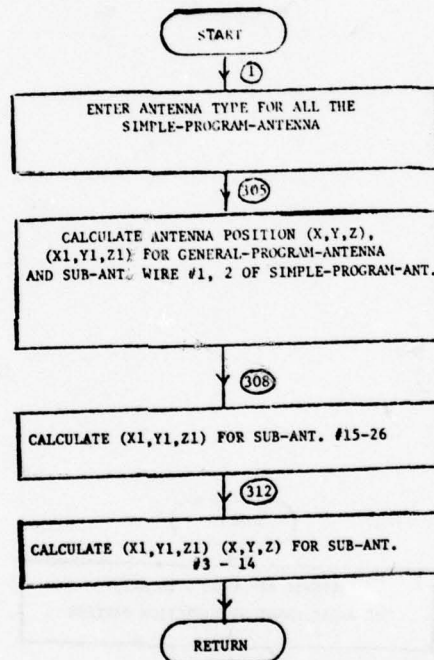 START
1
ENTER ANTENNA TYPE FOR ALL THE
SIMPLE-PROGRAM-ANTENNA
305
CALCULATE ANTENNA POSITION (X,Y,Z),
(X1,Y1,Z1) FOR GENERAL-PROGRAM-ANTENNA
AND SUB-ANT. WIRE #1, 2 OF SIMPLE-PROGRAM-ANT.
308
CALCULATE (X1,Y1,Z1) FOR SUB-ANT. #15-26
312
CALCULATE (X1,Y1,Z1) (X,Y,Z) FOR SUB-ANT.
#3 - 14
RETURN